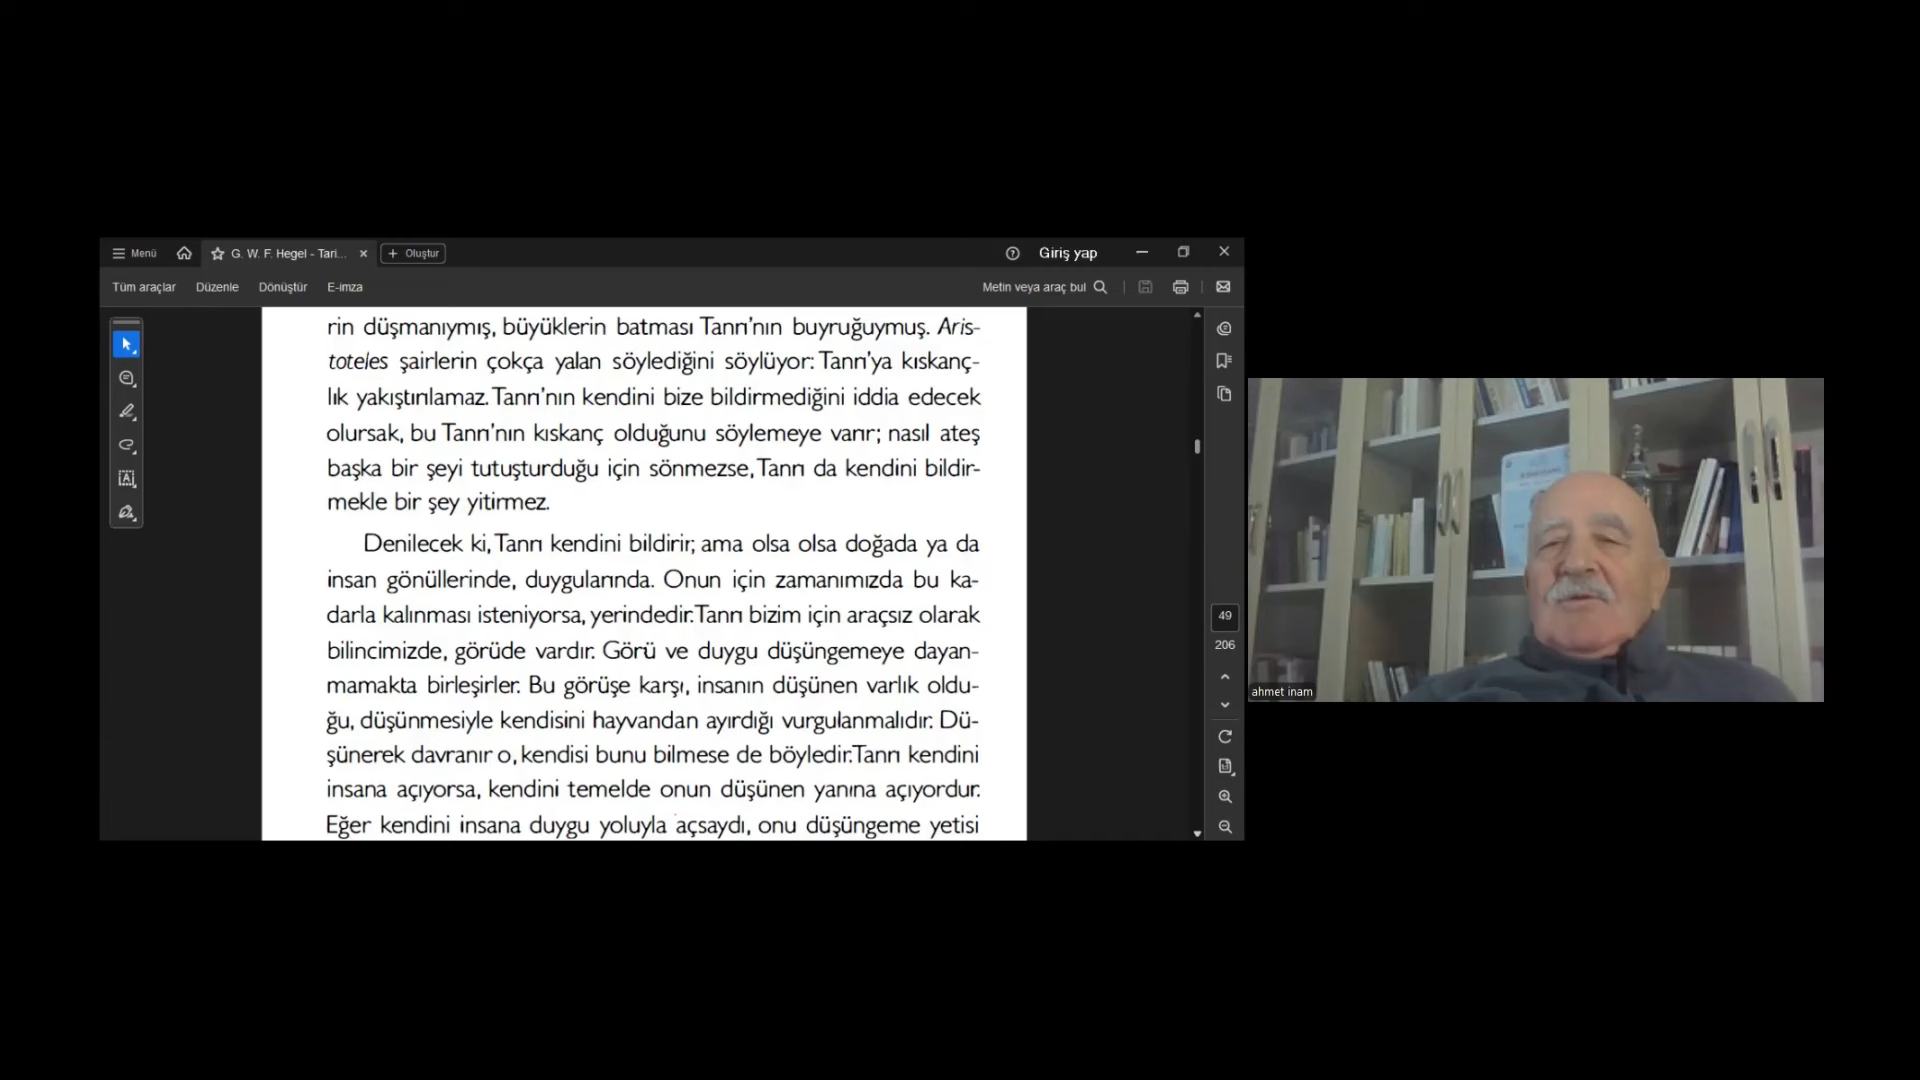 Menü
G. W. F. Hegel - Tari...
Oluştur
Giriş yap
Tüm araçlar Düzenle Dönüştür E-imza
Metin veya araç bul
rin düşmanıymış, büyüklerin batması Tanrı’nın buyruğuymuş. Aris-
toteles şairlerin çokça yalan söylediğini söylüyor: Tanrı’ya kıskanç-
lık yakıştırılamaz. Tanrı’nın kendini bize bildirmediğini iddia edecek
olursak, bu Tanrı’nın kıskanç olduğunu söylemeye varır; nasıl ateş
başka bir şeyi tutuşturduğu için sönmezse, Tanrı da kendini bildir-
mekle bir şey yitirmez.
Denilecek ki, Tanrı kendini bildirir; ama olsa olsa doğada ya da
insan gönüllerinde, duygularında. Onun için zamanımızda bu ka-
darla kalınması isteniyorsa, yerindedir. Tanrı bizim için araçsız olarak
bilincimizde, görüde vardır. Görü ve duygu düşüngemeye dayan-
mamakta birleşirler. Bu görüşe karşı, insanın düşünen varlık oldu-
ğu, düşünmesiyle kendisini hayvandan ayırdığı vurgulanmalıdır. Dü-
şünerek davranır o, kendisi bunu bilmese de böyledir. Tanrı kendini
insana açıyorsa, kendini temelde onun düşünen yanına açıyordur.
Eğer kendini insana duygu yoluyla açsaydı, onu düşüngeme yetisi
49
206
ahmet inam